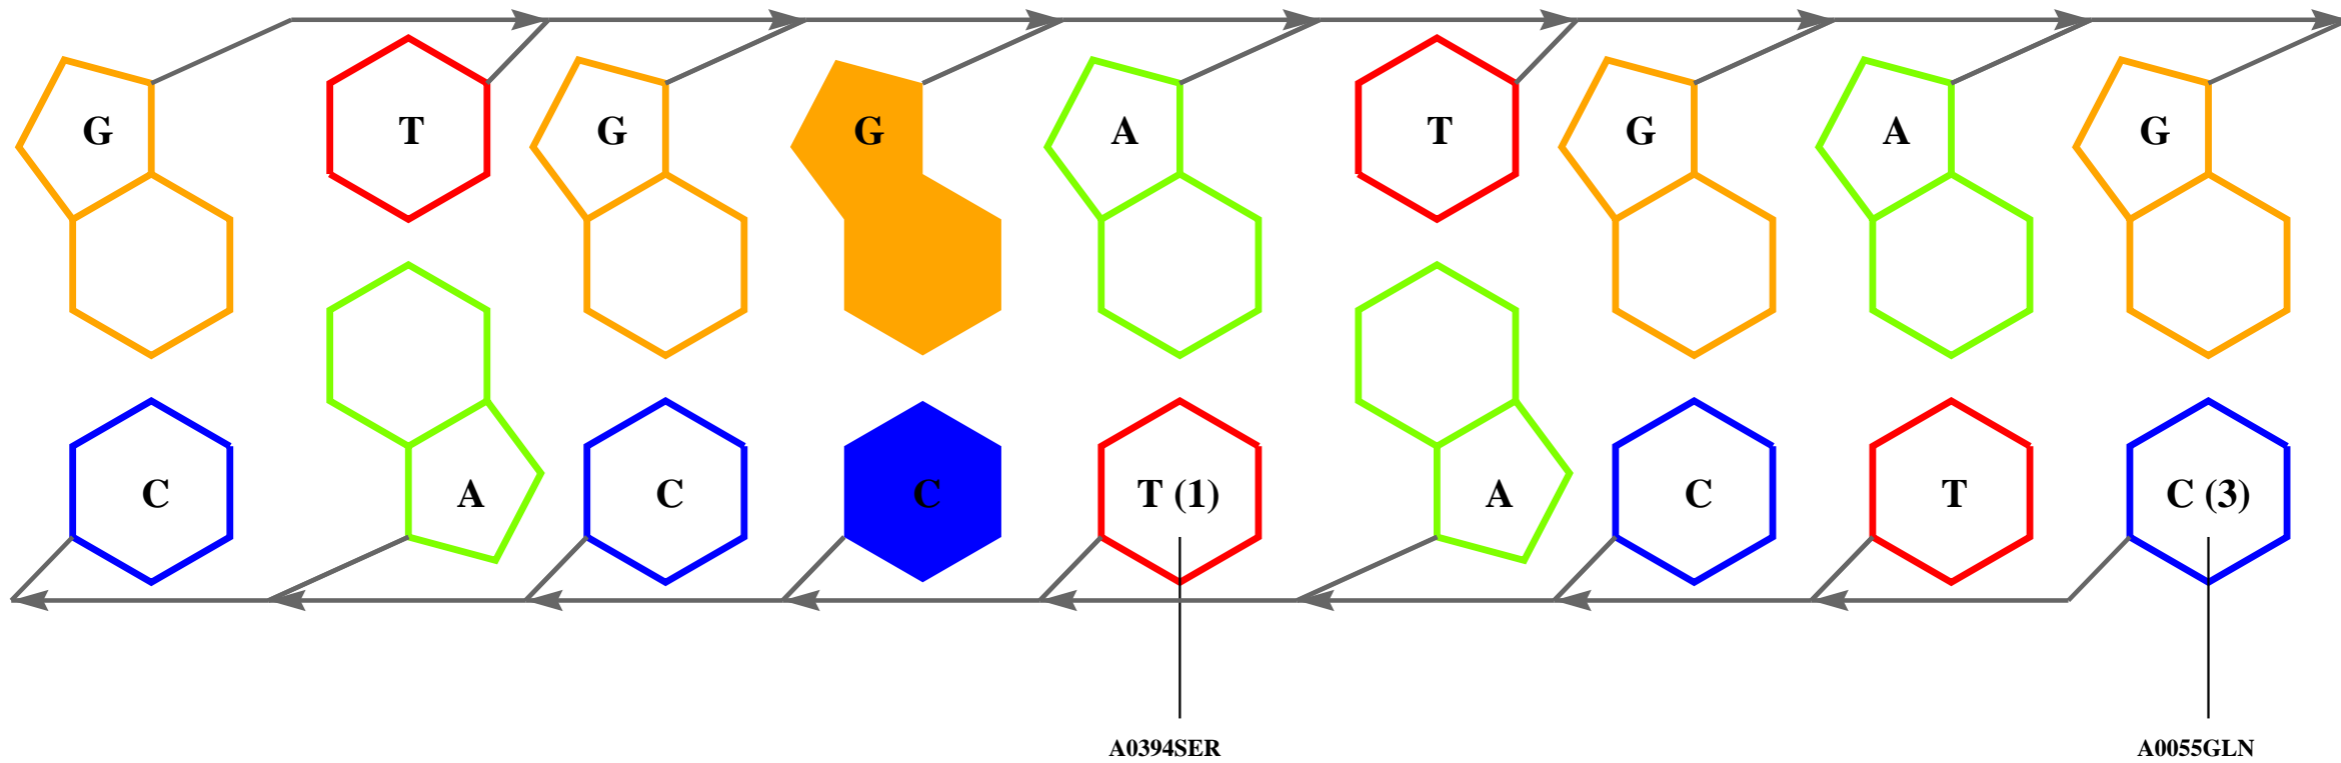 G T G G A T G A G
C A C C T (1) A C T C (3)
A0394SER A0055GLN